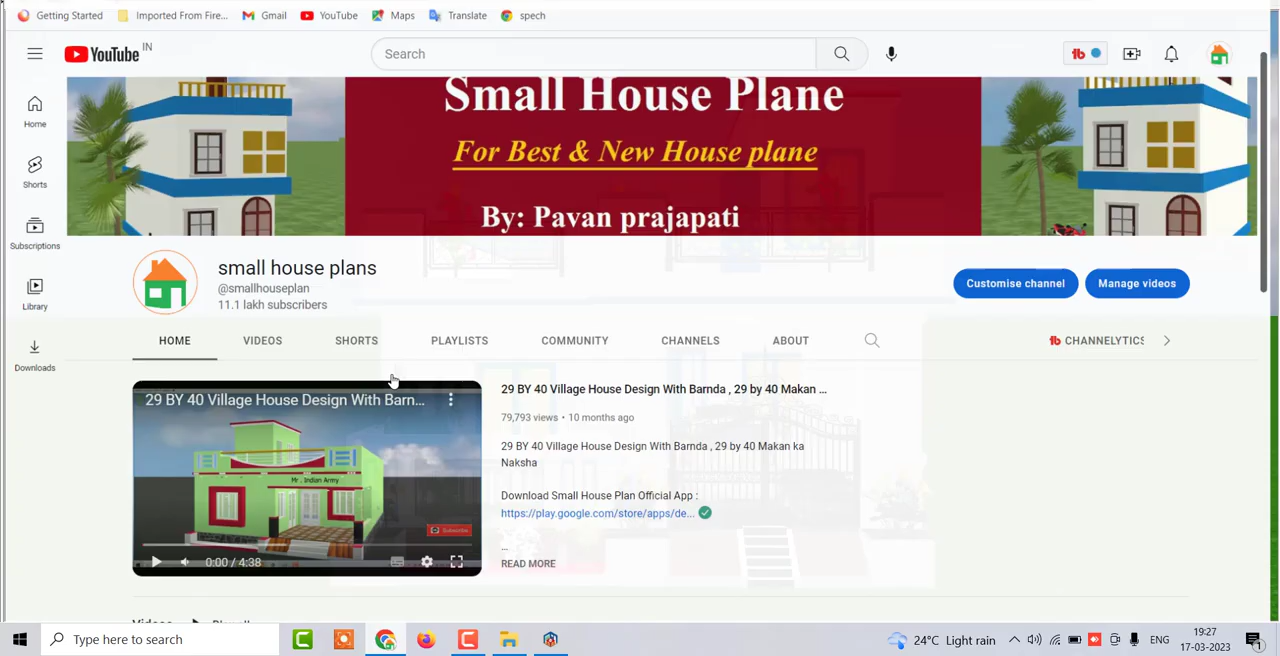 Getting Started
Imported From Fire...
Gmail
YouTube
Maps
Translate
spech
YouTube IN
Search
tb
Home
Shorts
Subscriptions
Library
Downloads
Small House Plane
For Best & New House plane
By: Pavan prajapati
small house plans
@smallhouseplan
11.1 lakh subscribers
Customise channel
Manage videos
HOME
VIDEOS
SHORTS
PLAYLISTS
COMMUNITY
CHANNELS
ABOUT
tb CHANNELYTICS
29 BY 40 Village House Design With Barn...
Mr . Indian Army
Subscribe
0:00 / 4:38
29 BY 40 Village House Design With Barnda , 29 by 40 Makan ...
79,793 views • 10 months ago
29 BY 40 Village House Design With Barnda , 29 by 40 Makan ka
Naksha
Download Small House Plan Official App :
https://play.google.com/store/apps/de...
...
READ MORE
Videos
Type here to search
24°C Light rain
ENG
19:27
17-03-2023
1